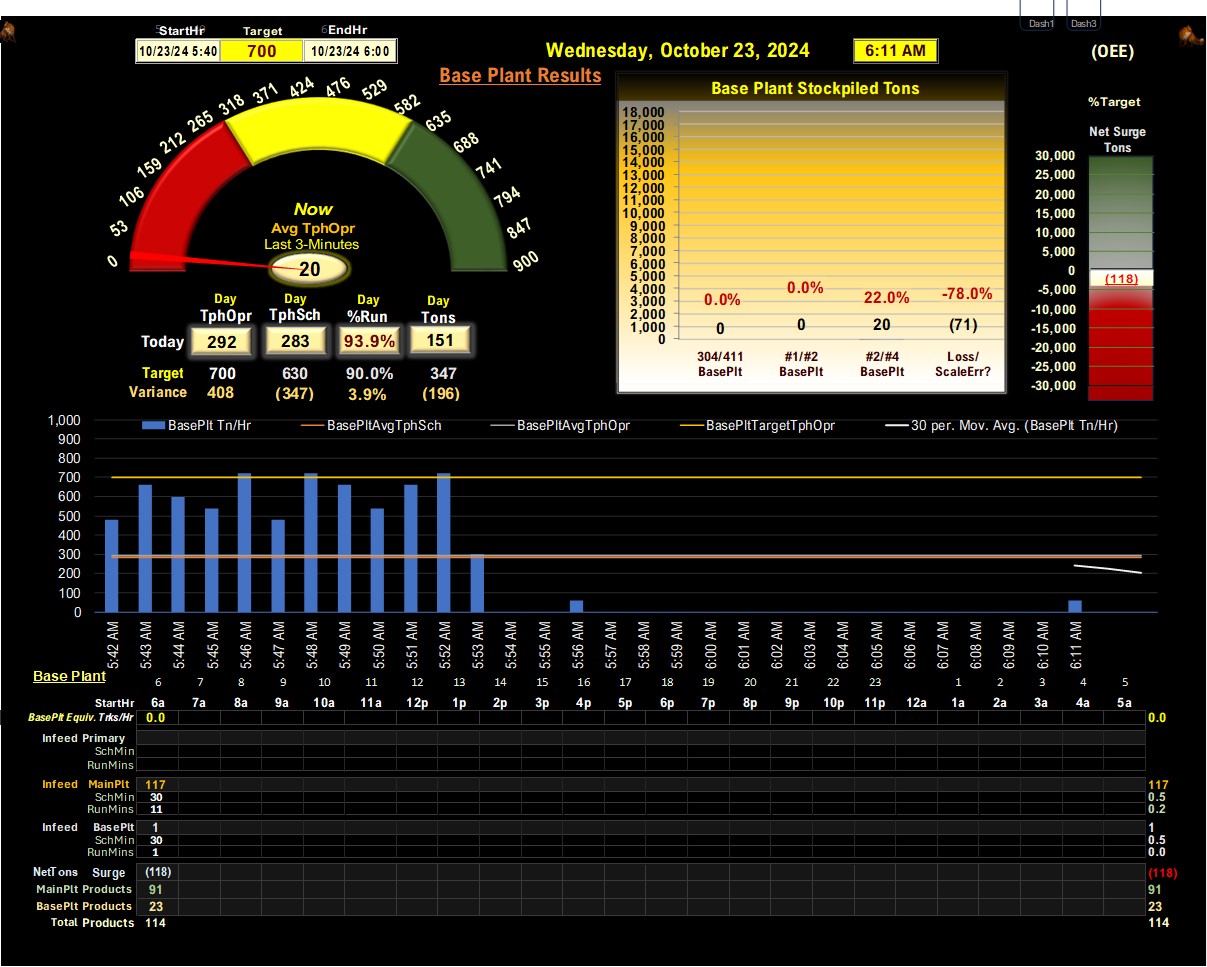 Dash1 Dash3
StartHr Target EndHr
10/23/24 5:40 700 10/23/24 6:00
Wednesday, October 23, 2024 6:11 AM (OEE)
Base Plant Results
0 53 106 159 212 265 318 371 424 476 529 582 635 688 741 794 847 900
Now
Avg TphOpr
Last 3-Minutes
20
Day Day Day Day
TphOpr TphSch %Run Tons
Today 292 283 93.9% 151
Target 700 630 90.0% 347
Variance 408 (347) 3.9% (196)
Base Plant Stockpiled Tons
18,000
17,000
16,000
15,000
14,000
13,000
12,000
11,000
10,000
9,000
8,000
7,000
6,000
5,000
4,000
3,000
2,000
1,000
0
0.0% 0.0% 22.0% -78.0%
0 0 20 (71)
304/411 #1/#2 #2/#4 Loss/
BasePlt BasePlt BasePlt ScaleErr?
%Target
Net Surge
Tons
30,000
25,000
20,000
15,000
10,000
5,000
0
(118)
-5,000
-10,000
-15,000
-20,000
-25,000
-30,000
BasePlt Tn/Hr BasePltAvgTphSch BasePltAvgTphOpr BasePltTargetTphOpr 30 per. Mov. Avg. (BasePlt Tn/Hr)
1,000
900
800
700
600
500
400
300
200
100
0
5:42 AM 5:43 AM 5:44 AM 5:45 AM 5:46 AM 5:47 AM 5:48 AM 5:49 AM 5:50 AM 5:51 AM 5:52 AM 5:53 AM 5:54 AM 5:55 AM 5:56 AM 5:57 AM 5:58 AM 5:59 AM 6:00 AM 6:01 AM 6:02 AM 6:03 AM 6:04 AM 6:05 AM 6:06 AM 6:07 AM 6:08 AM 6:09 AM 6:10 AM 6:11 AM
Base Plant
6 7 8 9 10 11 12 13 14 15 16 17 18 19 20 21 22 23 1 2 3 4 5
StartHr 6a 7a 8a 9a 10a 11a 12p 1p 2p 3p 4p 5p 6p 7p 8p 9p 10p 11p 12a 1a 2a 3a 4a 5a
BasePlt Equiv. Trks/Hr 0.0 0.0
Infeed Primary
SchMin
RunMins
Infeed MainPlt 117 117
SchMin 30 0.5
RunMins 11 0.2
Infeed BasePlt 1 1
SchMin 30 0.5
RunMins 1 0.0
NetTons Surge (118) (118)
MainPlt Products 91 91
BasePlt Products 23 23
Total Products 114 114